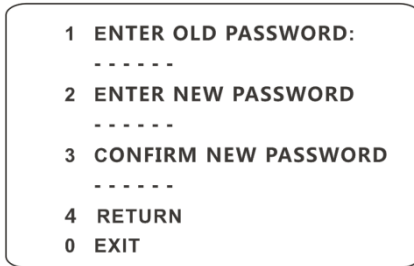 1 ENTER OLD PASSWORD:
- - - - - -
2 ENTER NEW PASSWORD
- - - - - -
3 CONFIRM NEW PASSWORD
- - - - - -
4 RETURN
0 EXIT